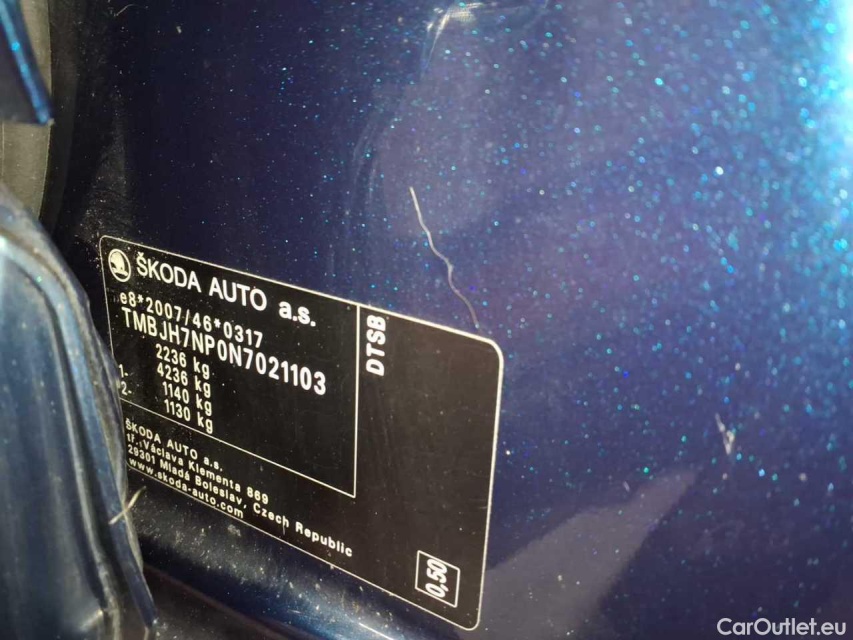 ŠKODA AUTO a.s.
e8*2007/46*0317
TMBJH7NP0N7021103
2236 kg
4236 kg
1- 1140 kg
2- 1130 kg
DTSB
ŠKODA AUTO a.s.
tř. Václava Klementa 869
29301 Mladá Boleslav, Czech Republic
www.skoda-auto.com
0.50
CarOutlet.eu